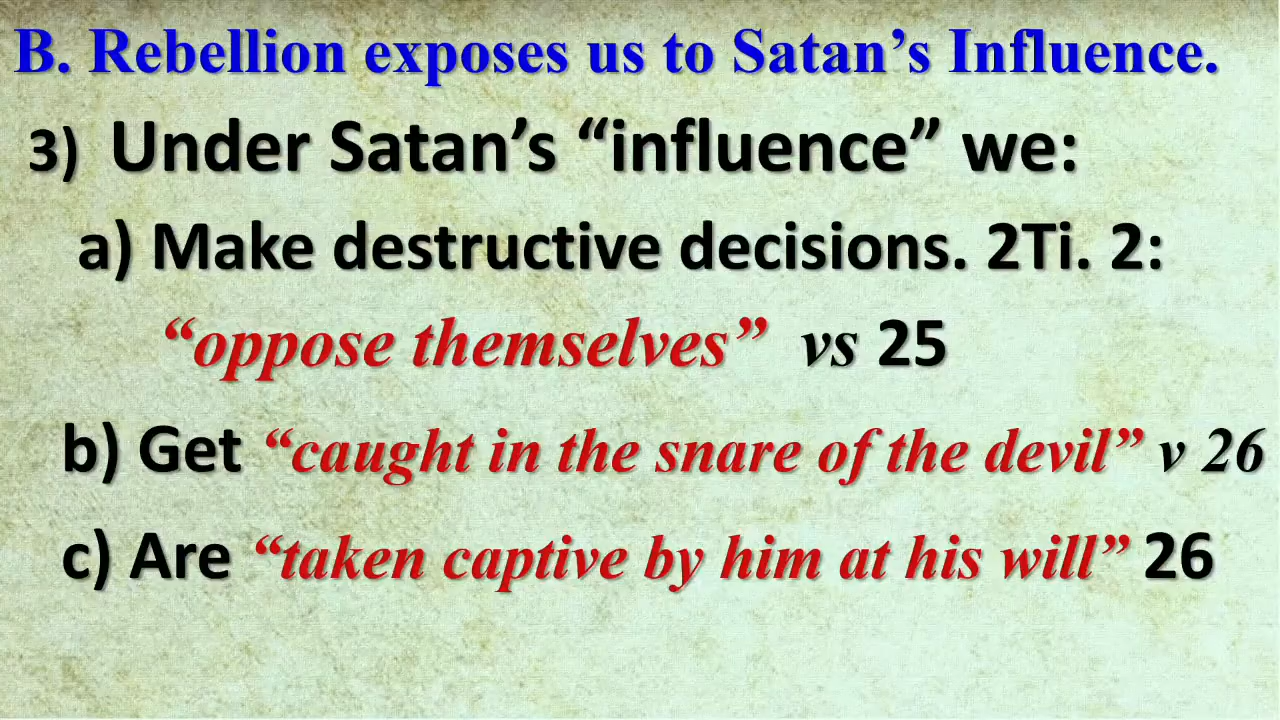 B. Rebellion exposes us to Satan’s Influence.
3) Under Satan’s “influence” we:
a) Make destructive decisions. 2Ti. 2:
“oppose themselves” vs 25
b) Get “caught in the snare of the devil” v 26
c) Are “taken captive by him at his will” 26